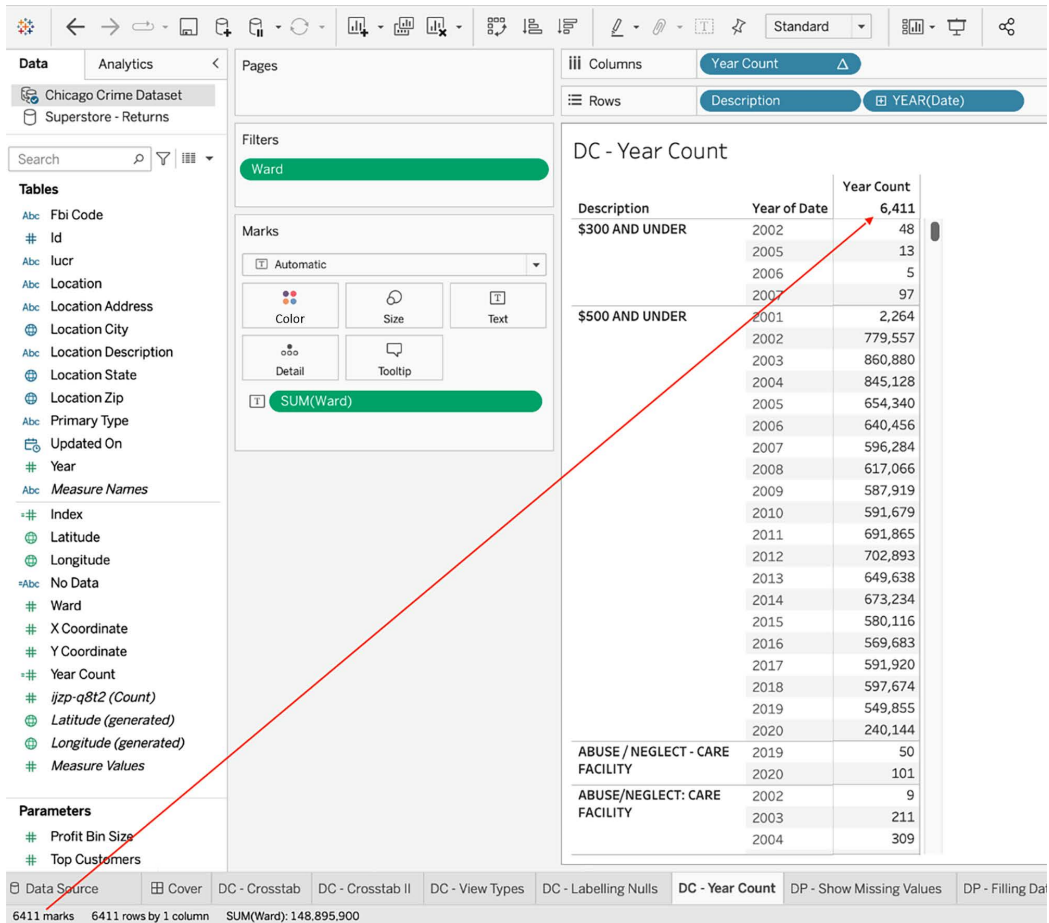 Standard
Data Analytics
Pages
Columns Year Count
Chicago Crime Dataset
Superstore - Returns
Rows Description YEAR(Date)
Search
Tables
Abc Fbi Code
# Id
Abc Iucr
Abc Location
Abc Location Address
Location City
Abc Location Description
Location State
Location Zip
Abc Primary Type
Updated On
# Year
Abc Measure Names
=# Index
Latitude
Longitude
=Abc No Data
# Ward
# X Coordinate
# Y Coordinate
=# Year Count
# ijzp-q8t2 (Count)
Latitude (generated)
Longitude (generated)
# Measure Values
Parameters
# Profit Bin Size
# Top Customers
Filters
Ward
Marks
T Automatic
Color Size T Text
Detail Tooltip
T SUM(Ward)
DC - Year Count
Year Count
Description Year of Date 6,411
$300 AND UNDER 2002 48
2005 13
2006 5
2007 97
$500 AND UNDER 2001 2,264
2002 779,557
2003 860,880
2004 845,128
2005 654,340
2006 640,456
2007 596,284
2008 617,066
2009 587,919
2010 591,679
2011 691,865
2012 702,893
2013 649,638
2014 673,234
2015 580,116
2016 569,683
2017 591,920
2018 597,674
2019 549,855
2020 240,144
ABUSE / NEGLECT - CARE 2019 50
FACILITY 2020 101
ABUSE/NEGLECT: CARE 2002 9
FACILITY 2003 211
2004 309
Data Source Cover DC - Crosstab DC - Crosstab II DC - View Types DC - Labelling Nulls DC - Year Count DP - Show Missing Values DP - Filling Dat
6411 marks 6411 rows by 1 column SUM(Ward): 148,895,900